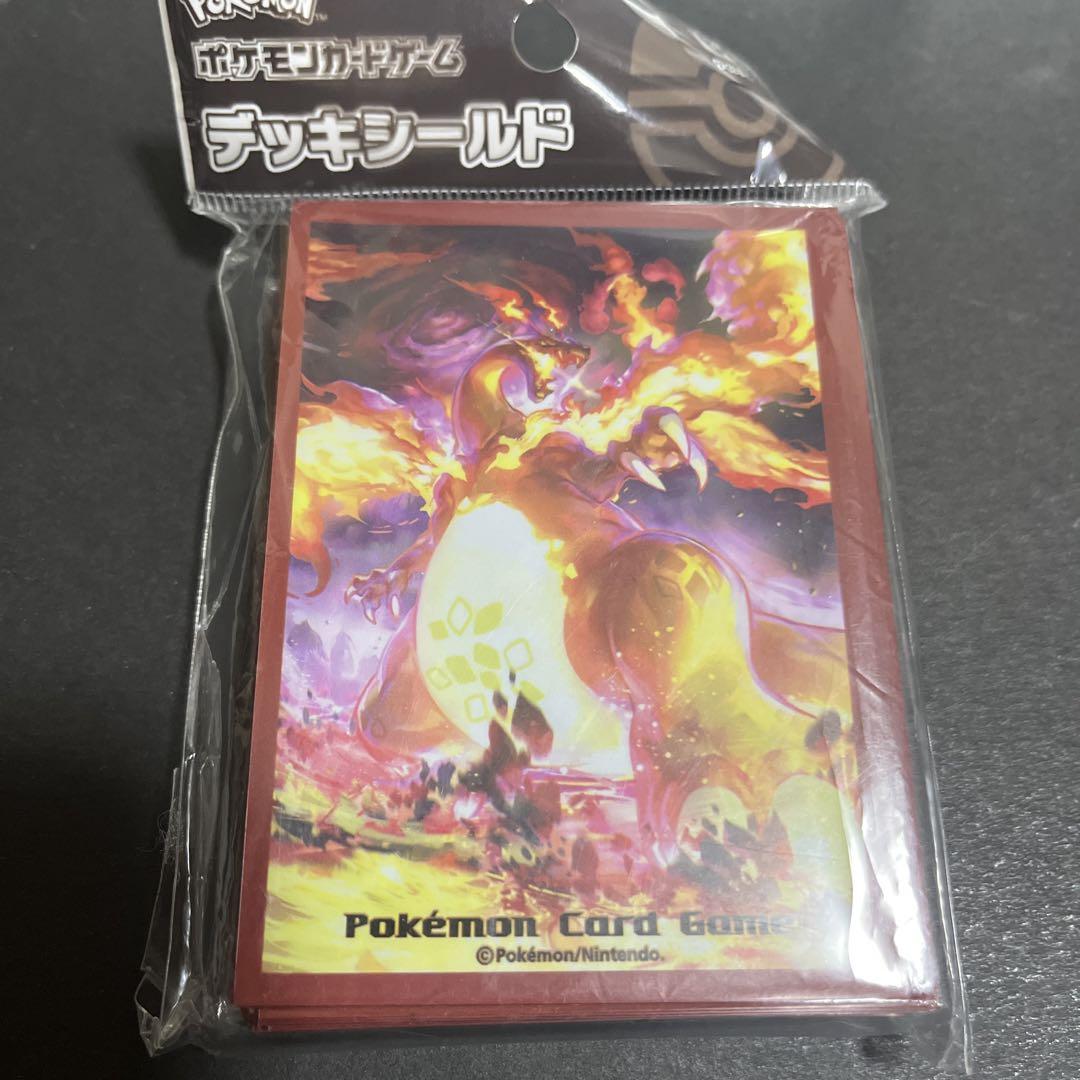 POKÉMON
ポケモンカードゲーム
デッキシールド
Pokémon Card Game
©Pokémon/Nintendo.